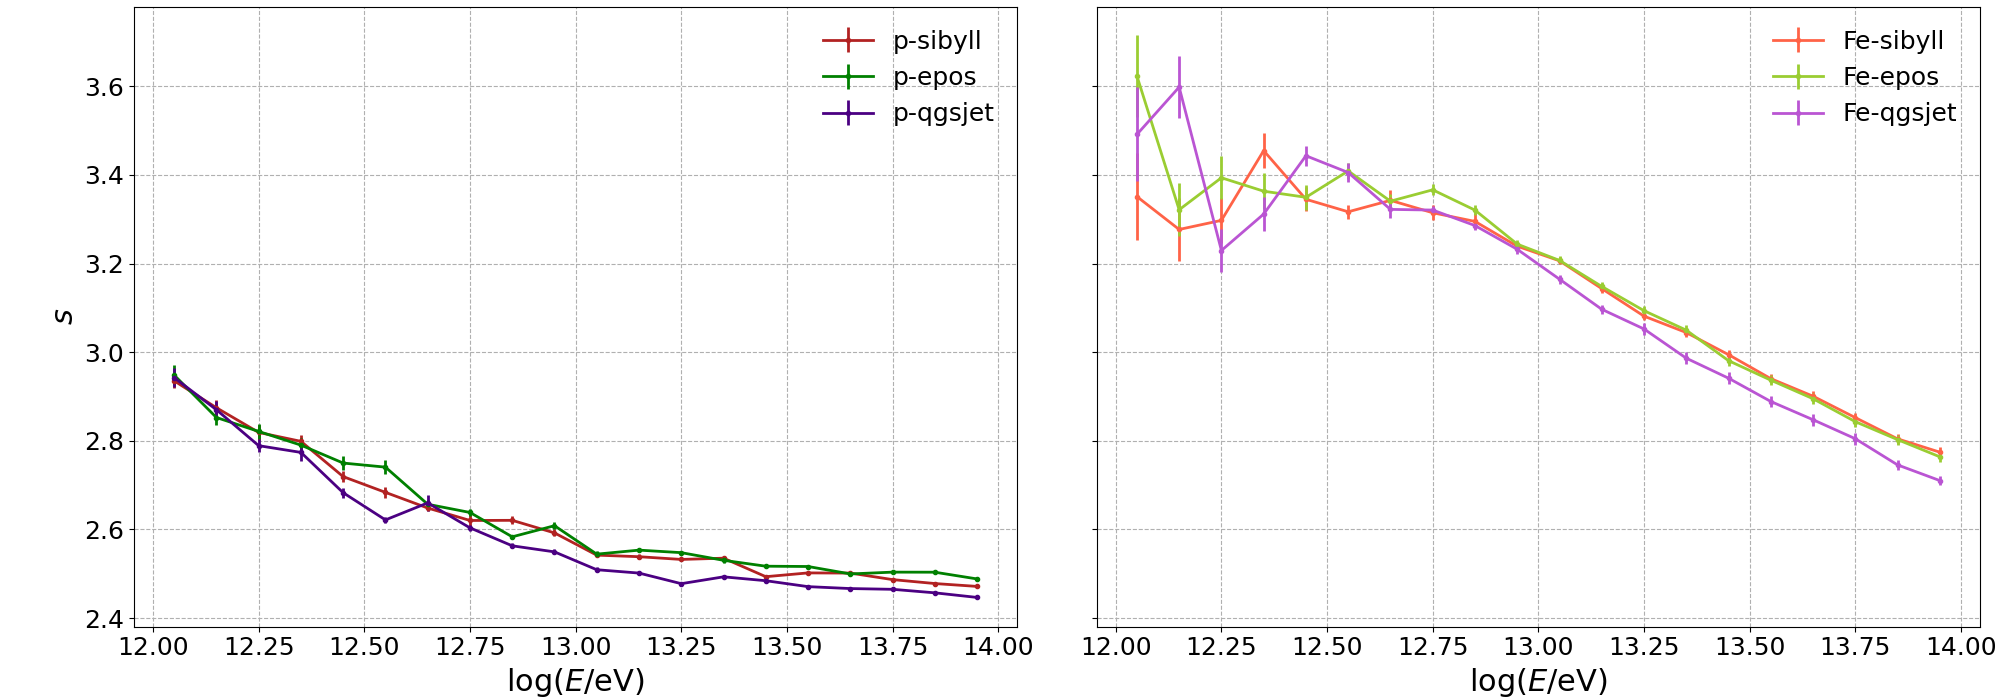 p-sibyll
p-epos
p-qgsjet
3.6
3.4
3.2
3.0
2.8
2.6
2.4
s
12.00 12.25 12.50 12.75 13.00 13.25 13.50 13.75 14.00
log(E/eV)
Fe-sibyll
Fe-epos
Fe-qgsjet
12.00 12.25 12.50 12.75 13.00 13.25 13.50 13.75 14.00
log(E/eV)